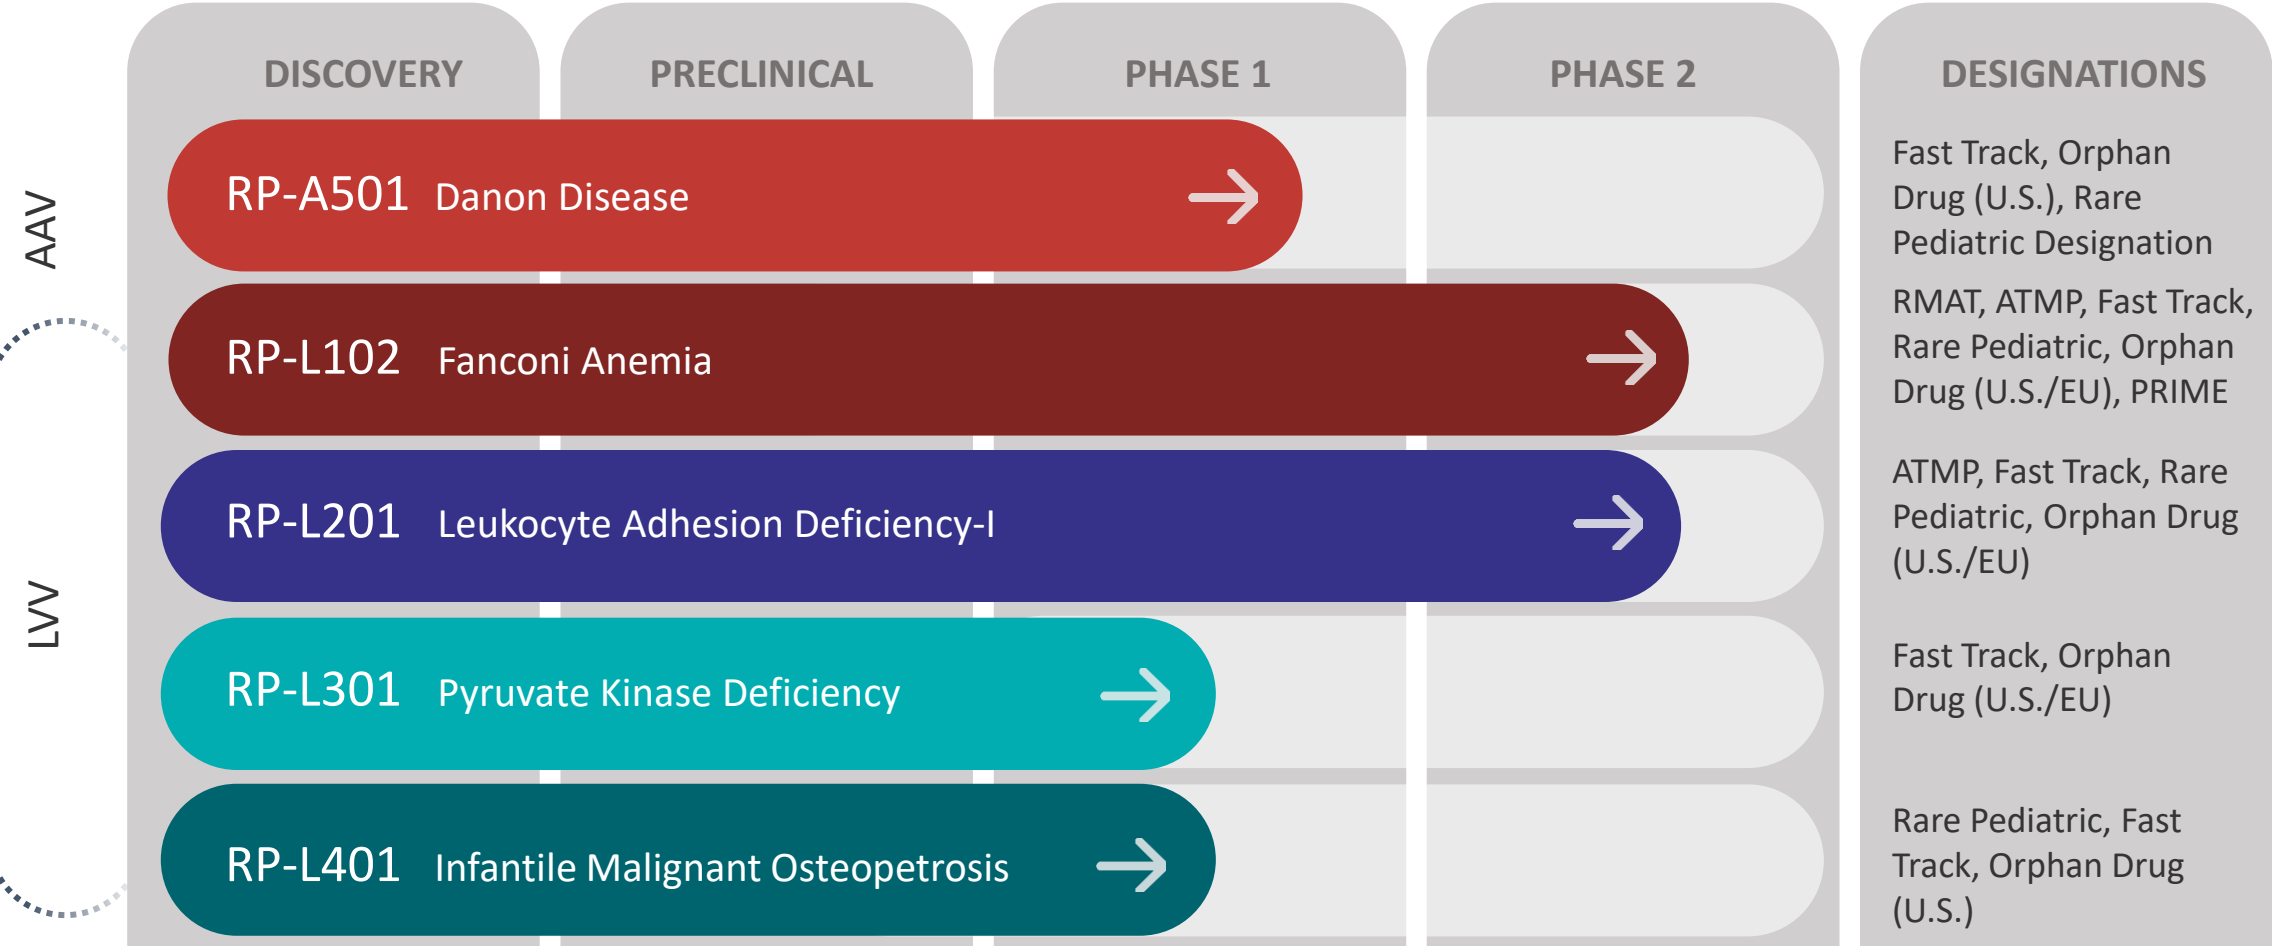 DISCOVERY
PRECLINICAL
PHASE 1
PHASE 2
DESIGNATIONS
AAV
RP-A501 Danon Disease
Fast Track, Orphan
Drug (U.S.), Rare
Pediatric Designation
RP-L102 Fanconi Anemia
RMAT, ATMP, Fast Track,
Rare Pediatric, Orphan
Drug (U.S./EU), PRIME
LVV
RP-L201 Leukocyte Adhesion Deficiency-I
ATMP, Fast Track, Rare
Pediatric, Orphan Drug
(U.S./EU)
RP-L301 Pyruvate Kinase Deficiency
Fast Track, Orphan
Drug (U.S./EU)
RP-L401 Infantile Malignant Osteopetrosis
Rare Pediatric, Fast
Track, Orphan Drug
(U.S.)